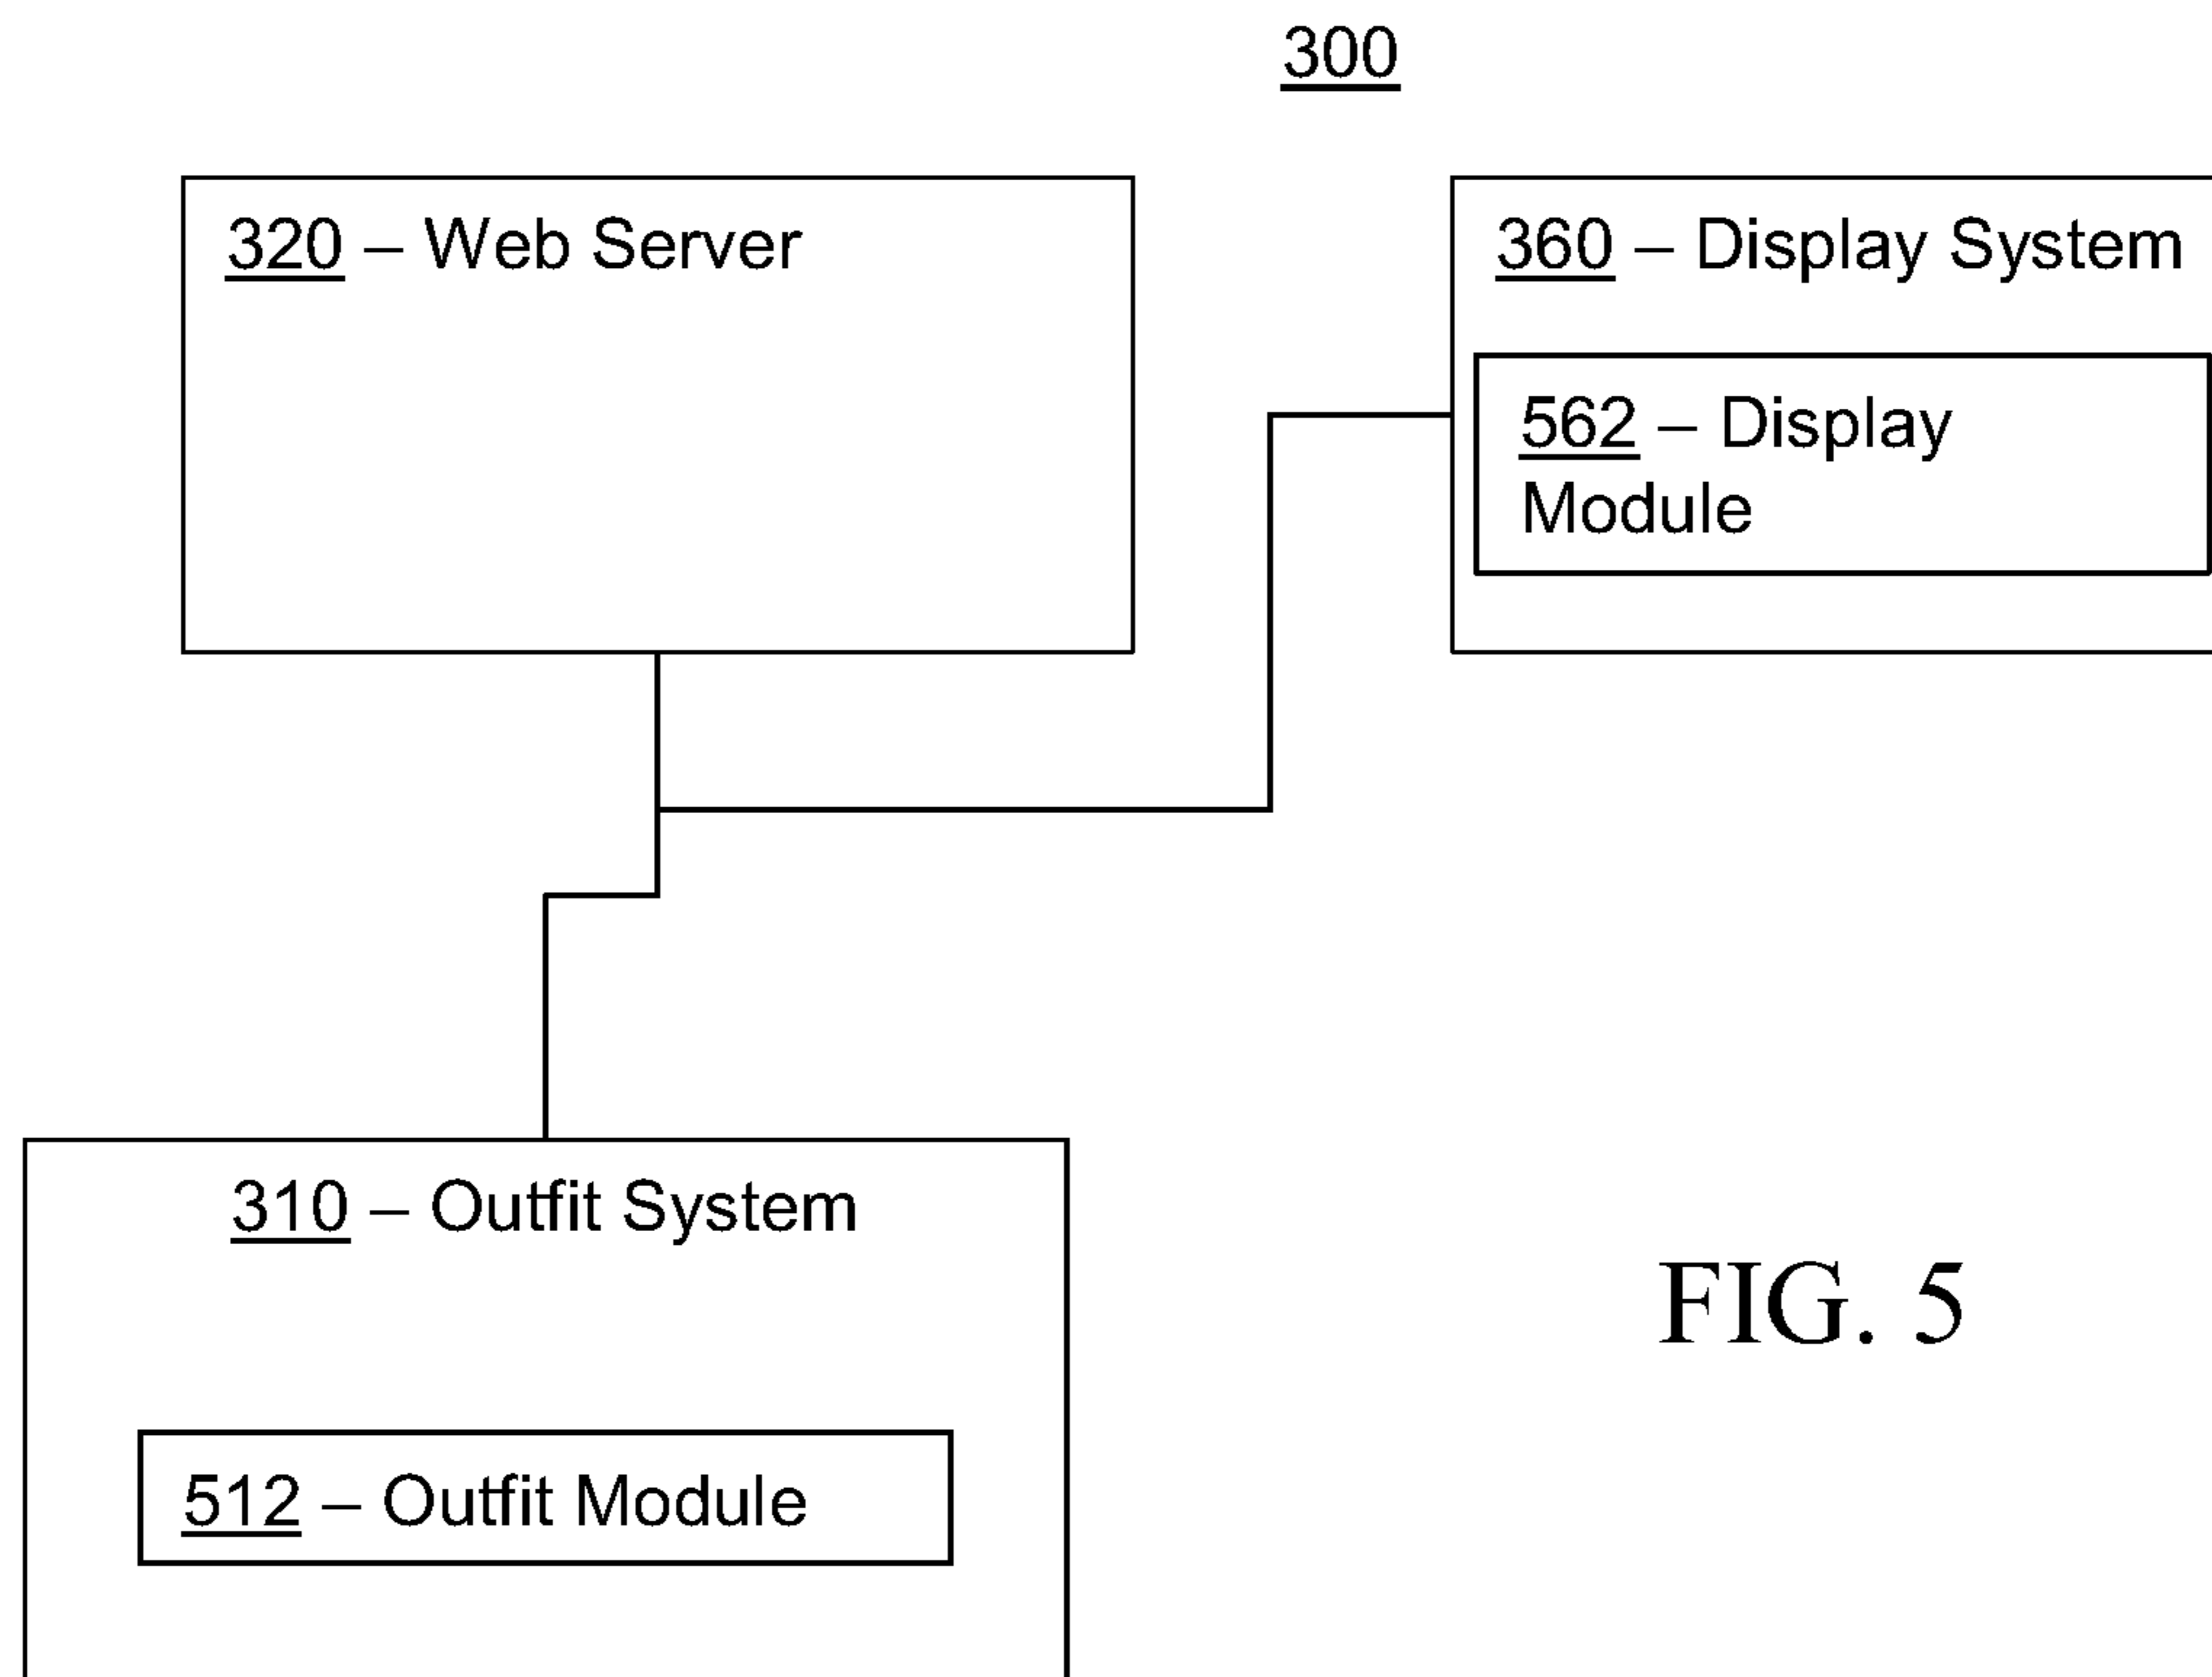 300
320 – Web Server
360 – Display System
562 – Display
Module
310 – Outfit System
512 – Outfit Module
FIG. 5